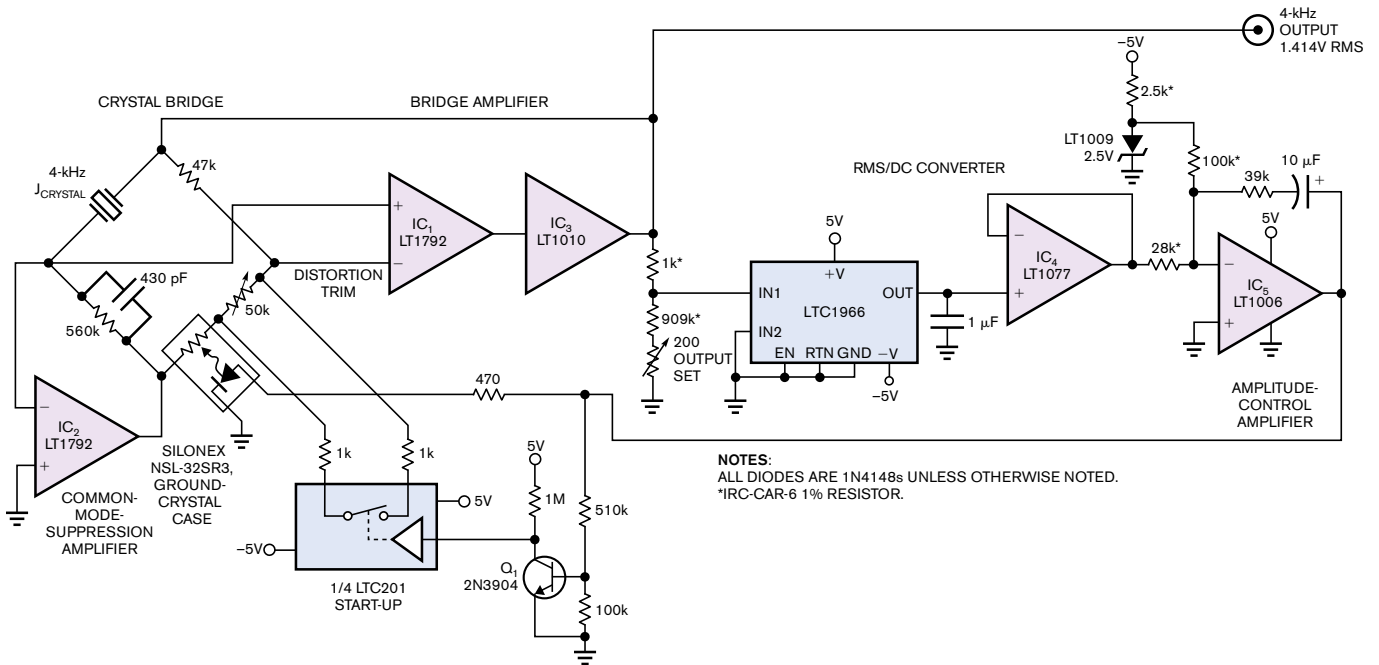 4-kHz
OUTPUT
1.414V RMS
−5V
2.5k*
CRYSTAL BRIDGE
BRIDGE AMPLIFIER
LT1009
2.5V
47k
100k*
10 µF
+
39k
RMS/DC CONVERTER
4-kHz
JCRYSTAL
+
IC1
LT1792
−
IC3
LT1010
5V
+V
−
IC4
LT1077
+
28k*
5V
−
IC5
LT1006
+
DISTORTION
TRIM
1k*
430 pF
50k
560k
IN1
OUT
LTC1966
IN2
EN
RTN
GND
−V
−5V
909k*
200
OUTPUT
SET
1 µF
470
AMPLITUDE-
CONTROL
AMPLIFIER
−
IC2
LT1792
+
SILONEX
NSL-32SR3,
GROUND-
CRYSTAL
CASE
COMMON-
MODE-
SUPPRESSION
AMPLIFIER
1k
1k
5V
1M
5V
510k
−5V
NOTES:
ALL DIODES ARE 1N4148s UNLESS OTHERWISE NOTED.
*IRC-CAR-6 1% RESISTOR.
Q1
2N3904
100k
1/4 LTC201
START-UP